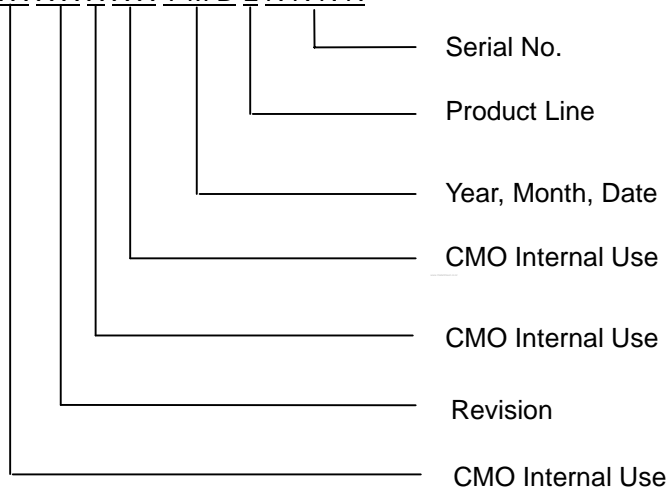 Serial No.
Product Line
Year, Month, Date
CMO Internal Use
CMO Internal Use
Revision
CMO Internal Use